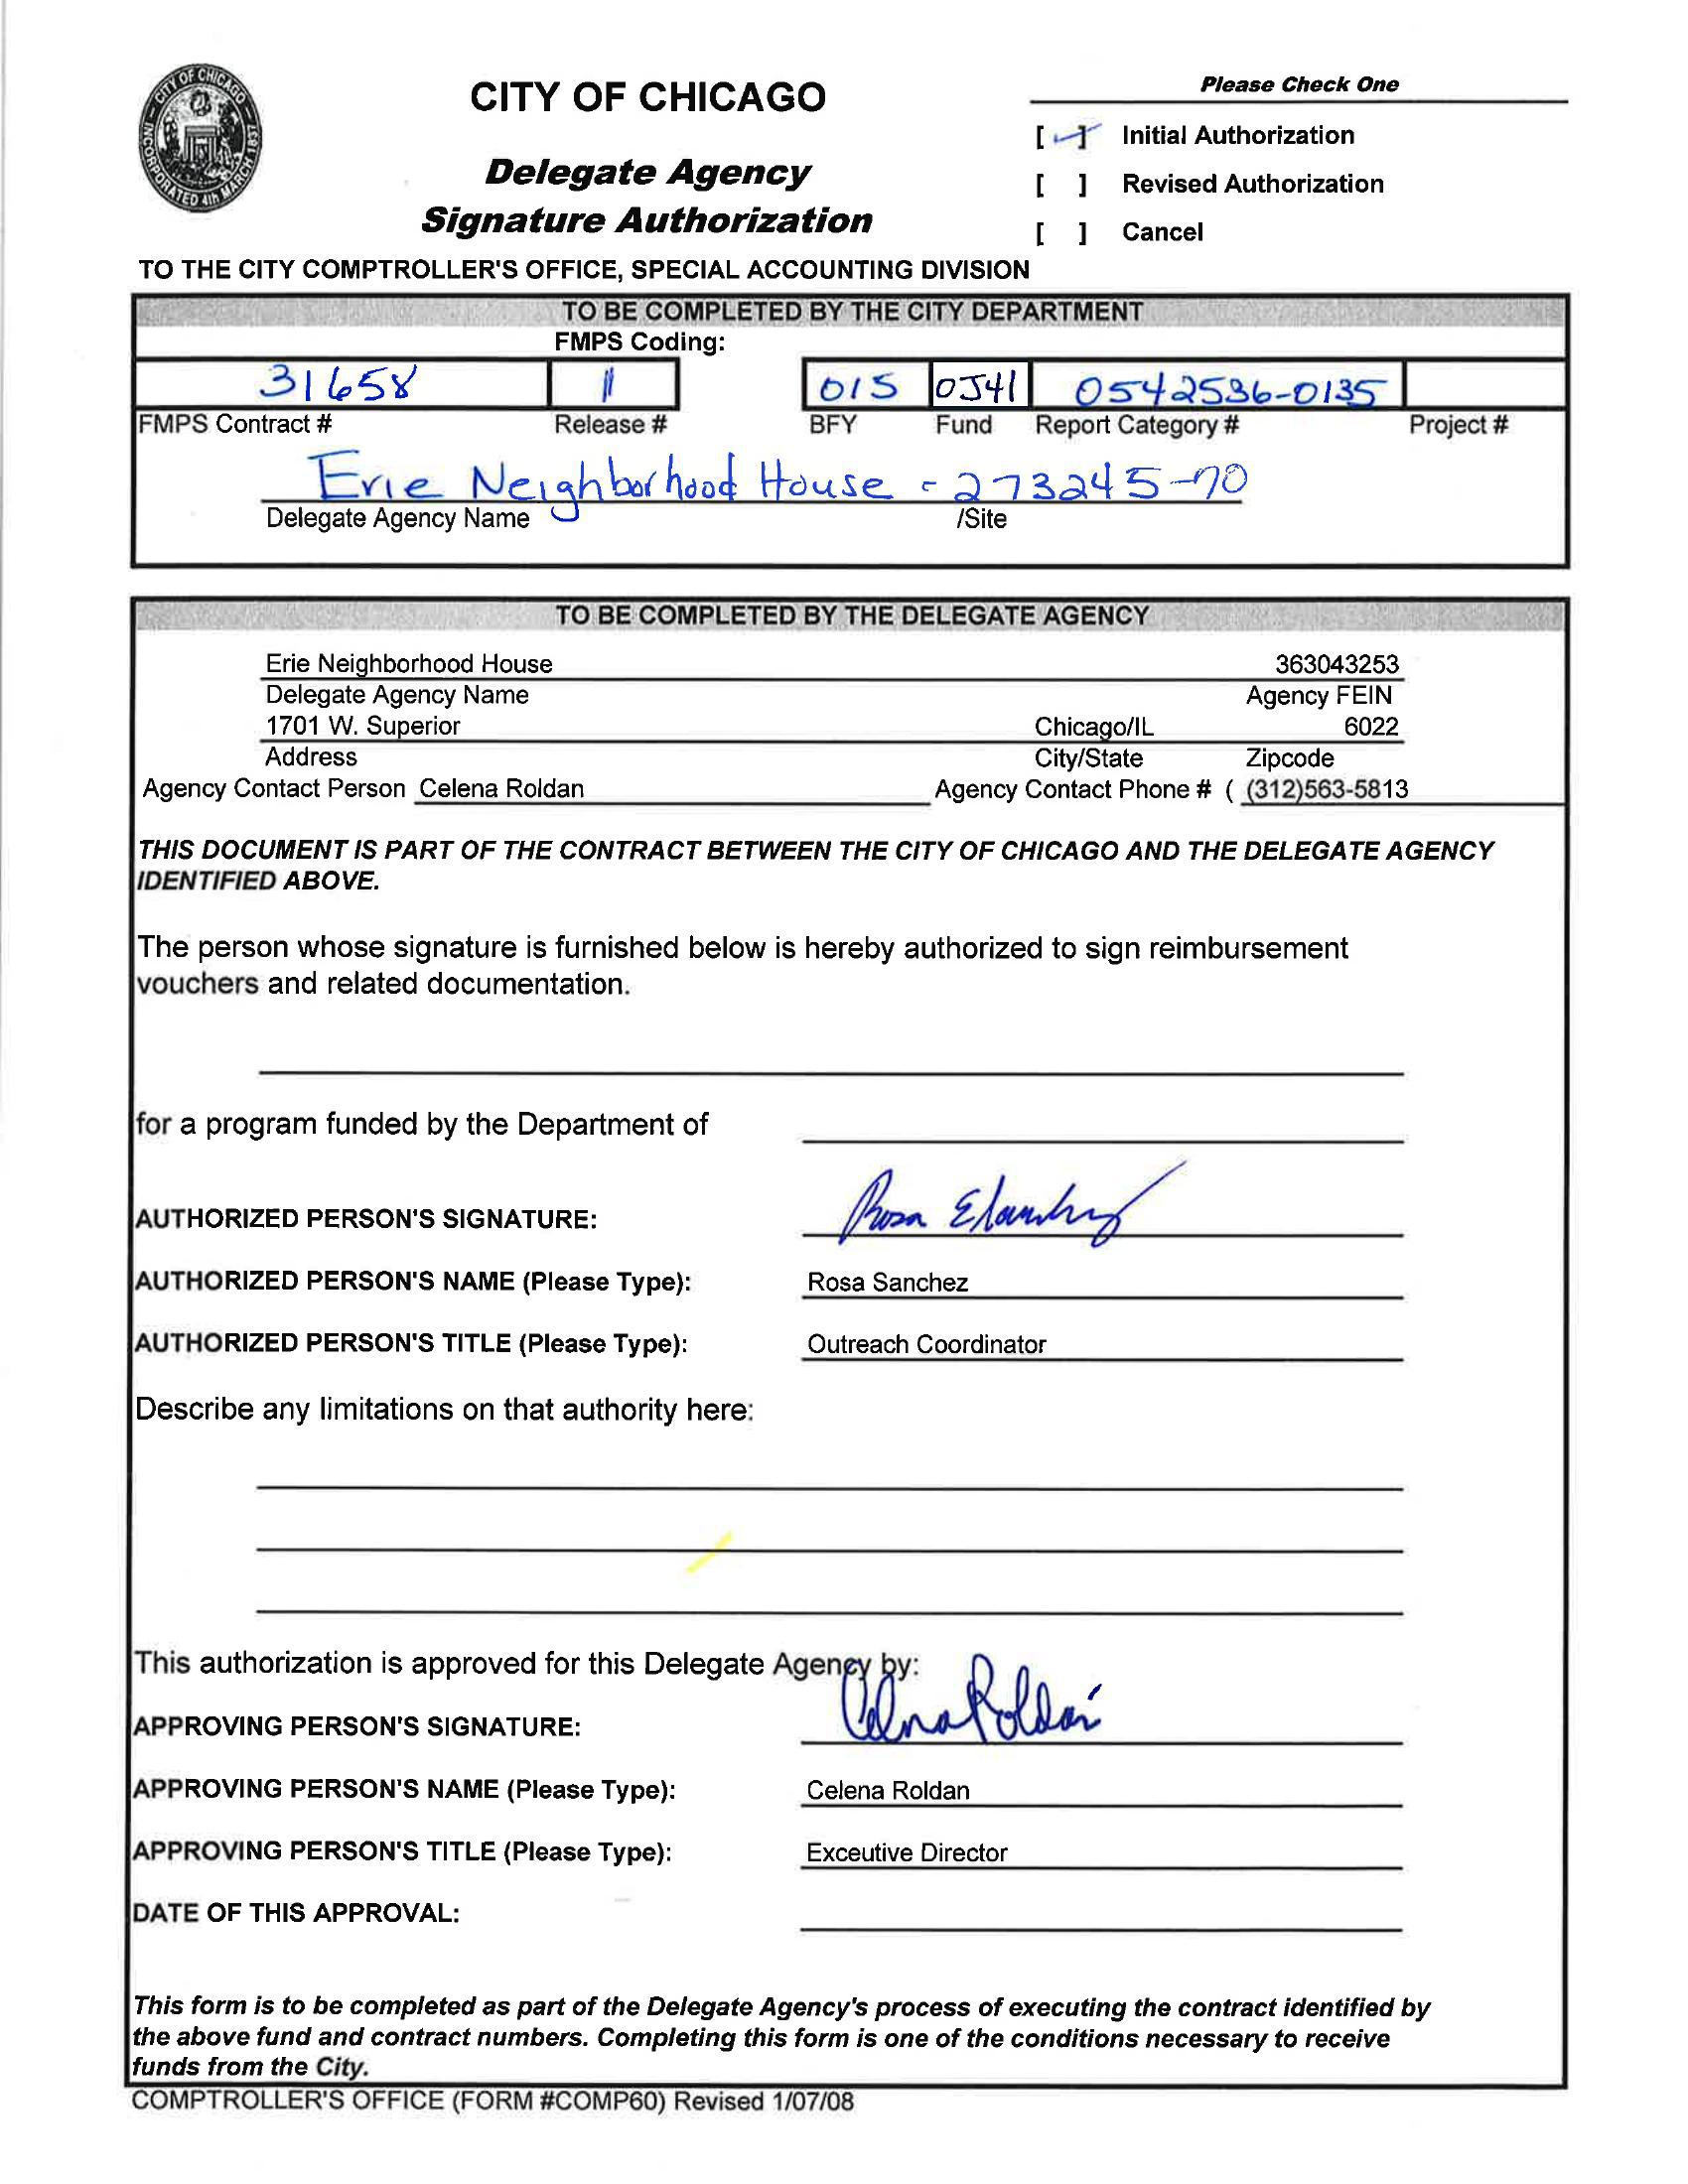 CITY OF CHICAGO - INCORPORATED 4th MARCH 1837
CITY OF CHICAGO
Delegate Agency
Signature Authorization
Please Check One
[✓] Initial Authorization
[ ] Revised Authorization
[ ] Cancel
TO THE CITY COMPTROLLER'S OFFICE, SPECIAL ACCOUNTING DIVISION
TO BE COMPLETED BY THE CITY DEPARTMENT
FMPS Coding:
31658 11 015 0J41 0542536-0135
FMPS Contract # Release # BFY Fund Report Category # Project #
Erie Neighborhood House - 273245-70
Delegate Agency Name /Site
TO BE COMPLETED BY THE DELEGATE AGENCY
Erie Neighborhood House 363043253
Delegate Agency Name Agency FEIN
1701 W. Superior Chicago/IL 6022
Address City/State Zipcode
Agency Contact Person Celena Roldan Agency Contact Phone # ( (312)563-5813
THIS DOCUMENT IS PART OF THE CONTRACT BETWEEN THE CITY OF CHICAGO AND THE DELEGATE AGENCY
IDENTIFIED ABOVE.
The person whose signature is furnished below is hereby authorized to sign reimbursement
vouchers and related documentation.
for a program funded by the Department of
AUTHORIZED PERSON'S SIGNATURE: Rosa
AUTHORIZED PERSON'S NAME (Please Type): Rosa Sanchez
AUTHORIZED PERSON'S TITLE (Please Type): Outreach Coordinator
Describe any limitations on that authority here:
This authorization is approved for this Delegate Agency by:
APPROVING PERSON'S SIGNATURE: Celena Roldán
APPROVING PERSON'S NAME (Please Type): Celena Roldan
APPROVING PERSON'S TITLE (Please Type): Exceutive Director
DATE OF THIS APPROVAL:
This form is to be completed as part of the Delegate Agency's process of executing the contract identified by
the above fund and contract numbers. Completing this form is one of the conditions necessary to receive
funds from the City.
COMPTROLLER'S OFFICE (FORM #COMP60) Revised 1/07/08